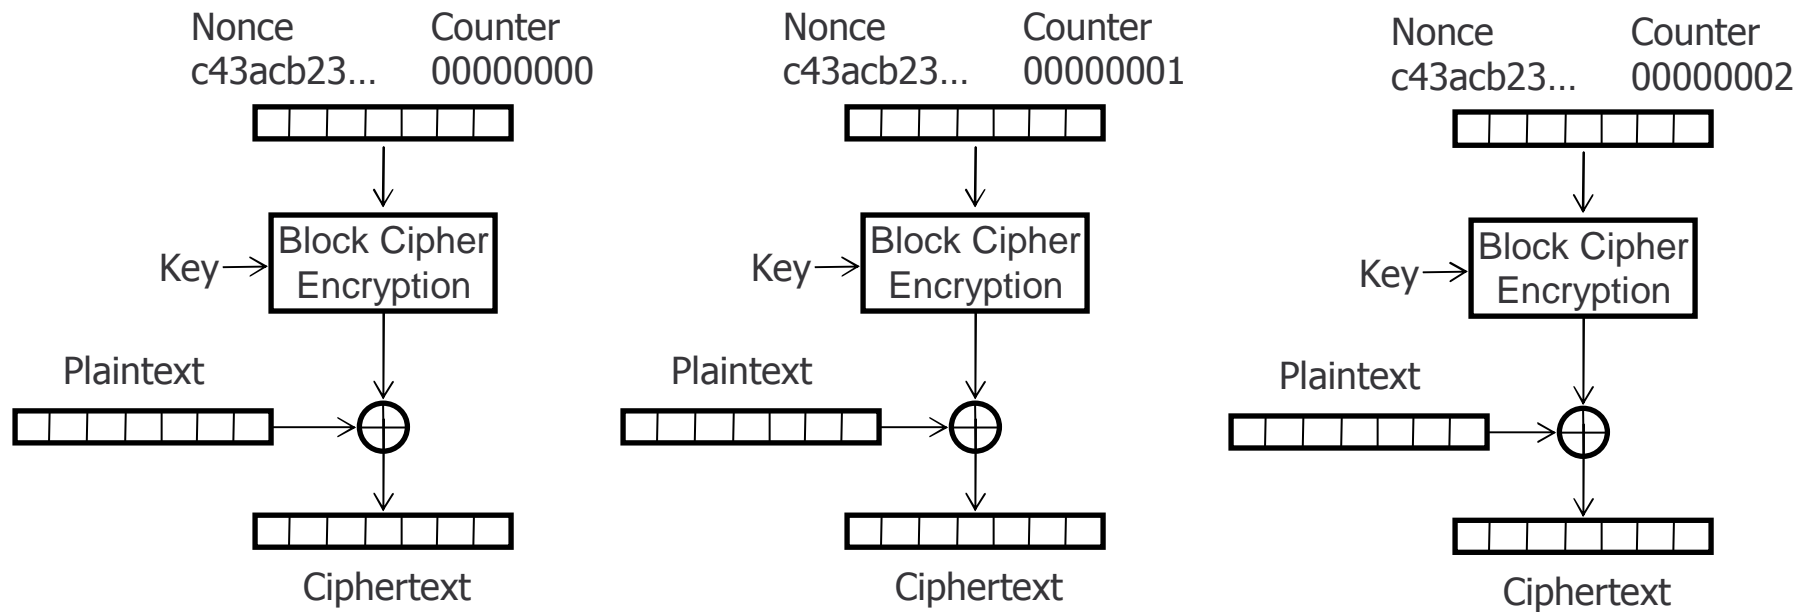 Nonce Counter
c43acb23... 00000000
Block Cipher
Encryption
Key
Plaintext
Ciphertext
Nonce Counter
c43acb23... 00000001
Block Cipher
Encryption
Key
Plaintext
Ciphertext
Nonce Counter
c43acb23... 00000002
Block Cipher
Encryption
Key
Plaintext
Ciphertext